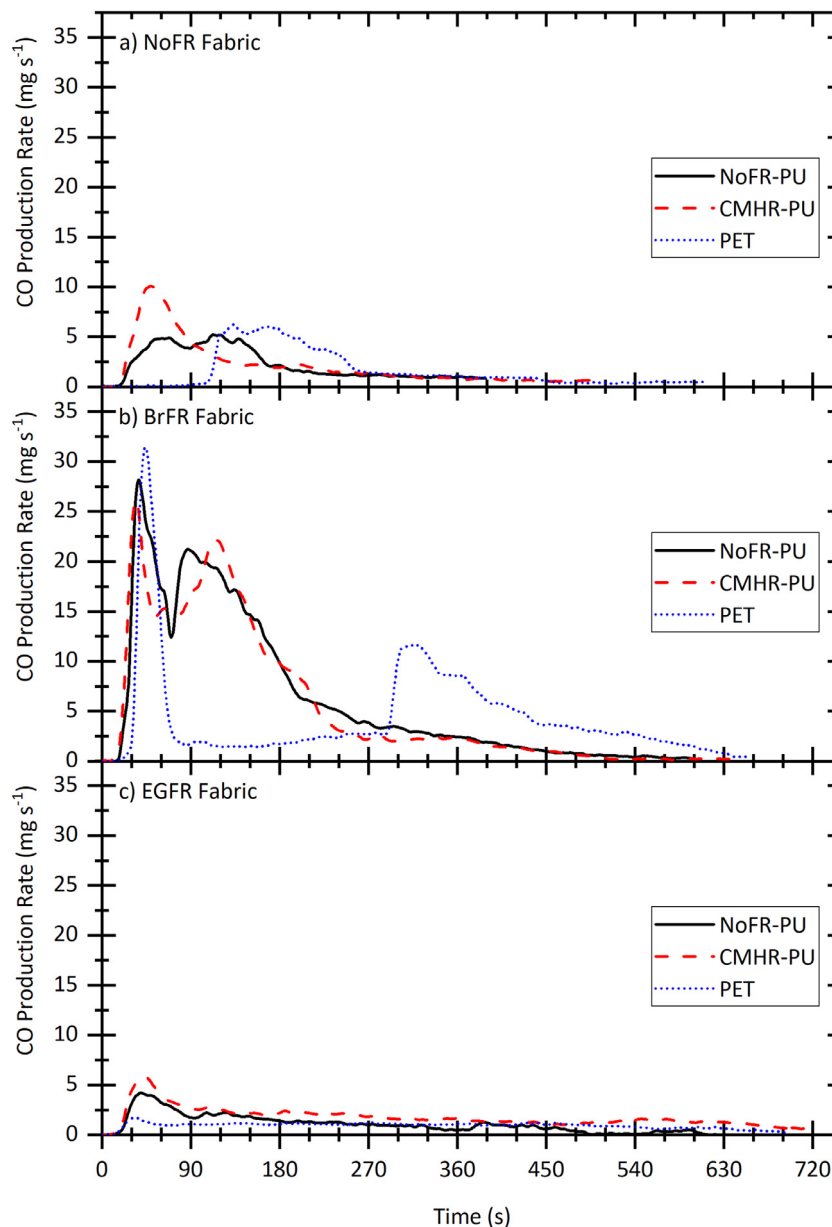 35
30
25
20
15
10
5
0
CO Production Rate (mg s⁻¹)
a) NoFR Fabric
NoFR-PU
CMHR-PU
PET
35
30
25
20
15
10
5
0
CO Production Rate (mg s⁻¹)
b) BrFR Fabric
NoFR-PU
CMHR-PU
PET
35
30
25
20
15
10
5
0
CO Production Rate (mg s⁻¹)
c) EGFR Fabric
NoFR-PU
CMHR-PU
PET
0 90 180 270 360 450 540 630 720
Time (s)